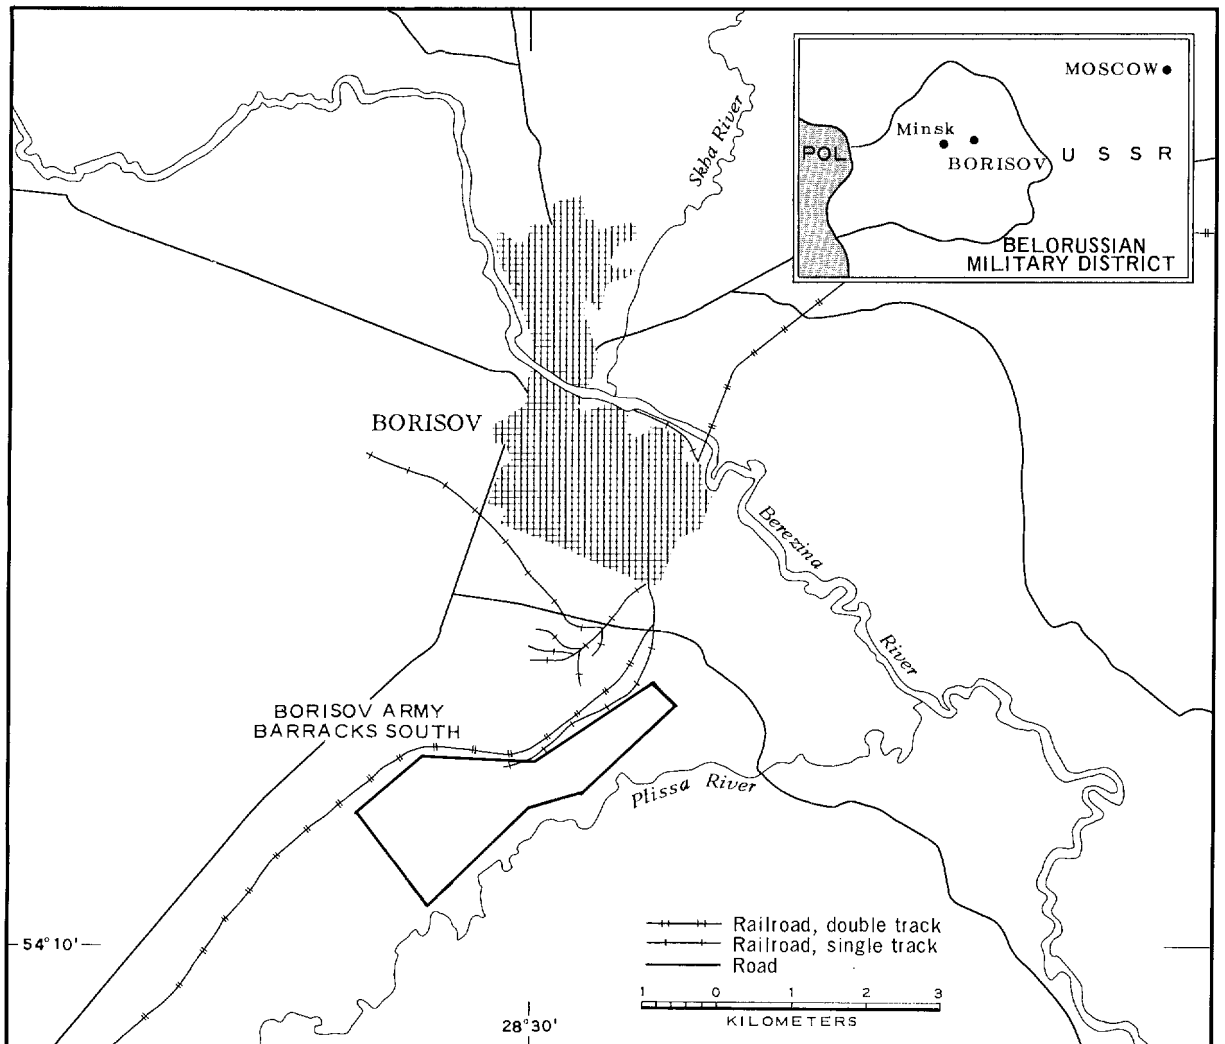 MOSCOW
Minsk
POL
BORISOV
U S S R
BELORUSSIAN
MILITARY DISTRICT
Skha River
BORISOV
Berezina
River
BORISOV ARMY
BARRACKS SOUTH
Plissa River
Railroad, double track
Railroad, single track
Road
54°10'
1 0 1 2 3
KILOMETERS
28°30'